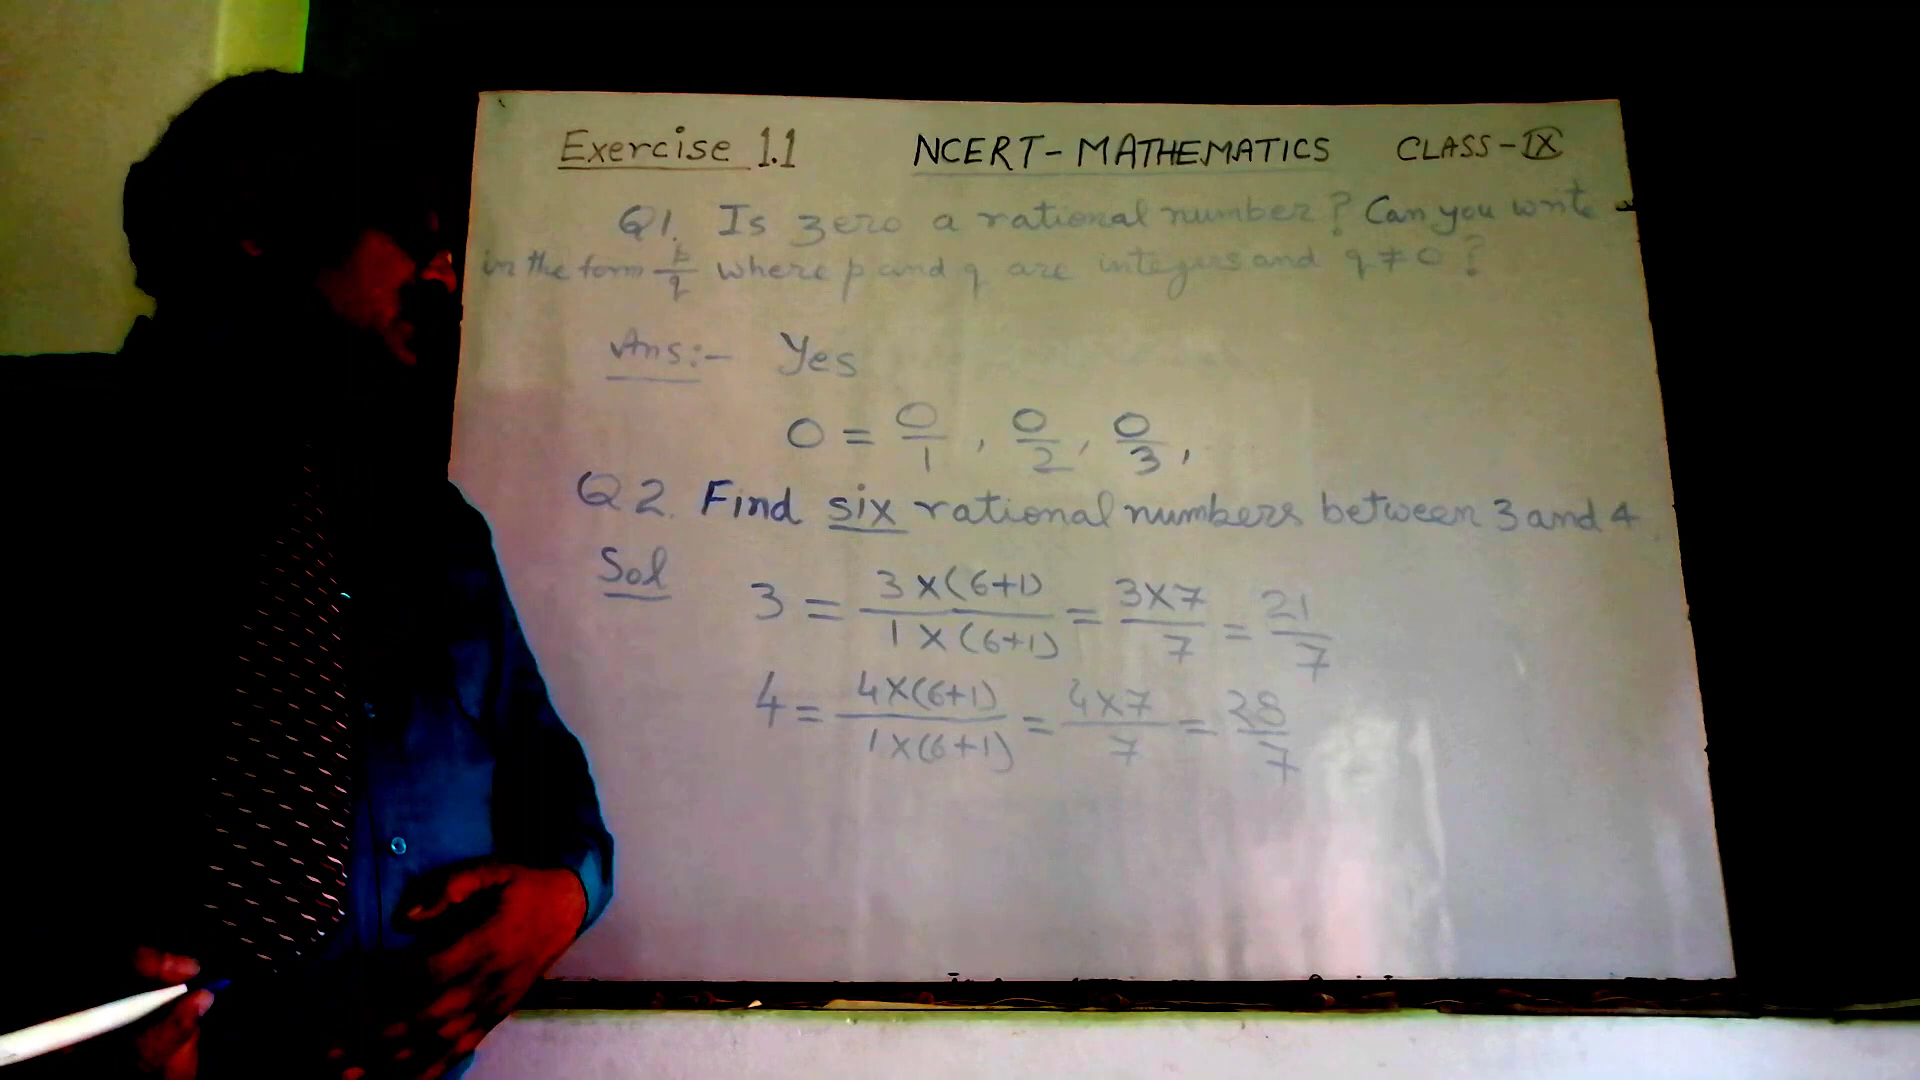 Exercise 1.1 NCERT-MATHEMATICS CLASS-IX
Q1. Is zero a rational number? Can you write
in the form p/q where p and q are integers and q ≠ 0?
Ans:- Yes
0 = 0/1, 0/2, 0/3,
Q2. Find six rational numbers between 3 and 4
Sol 3 = 3×(6+1)/1×(6+1) = 3×7/7 = 21/7
4 = 4×(6+1)/1×(6+1) = 4×7/7 = 28/7